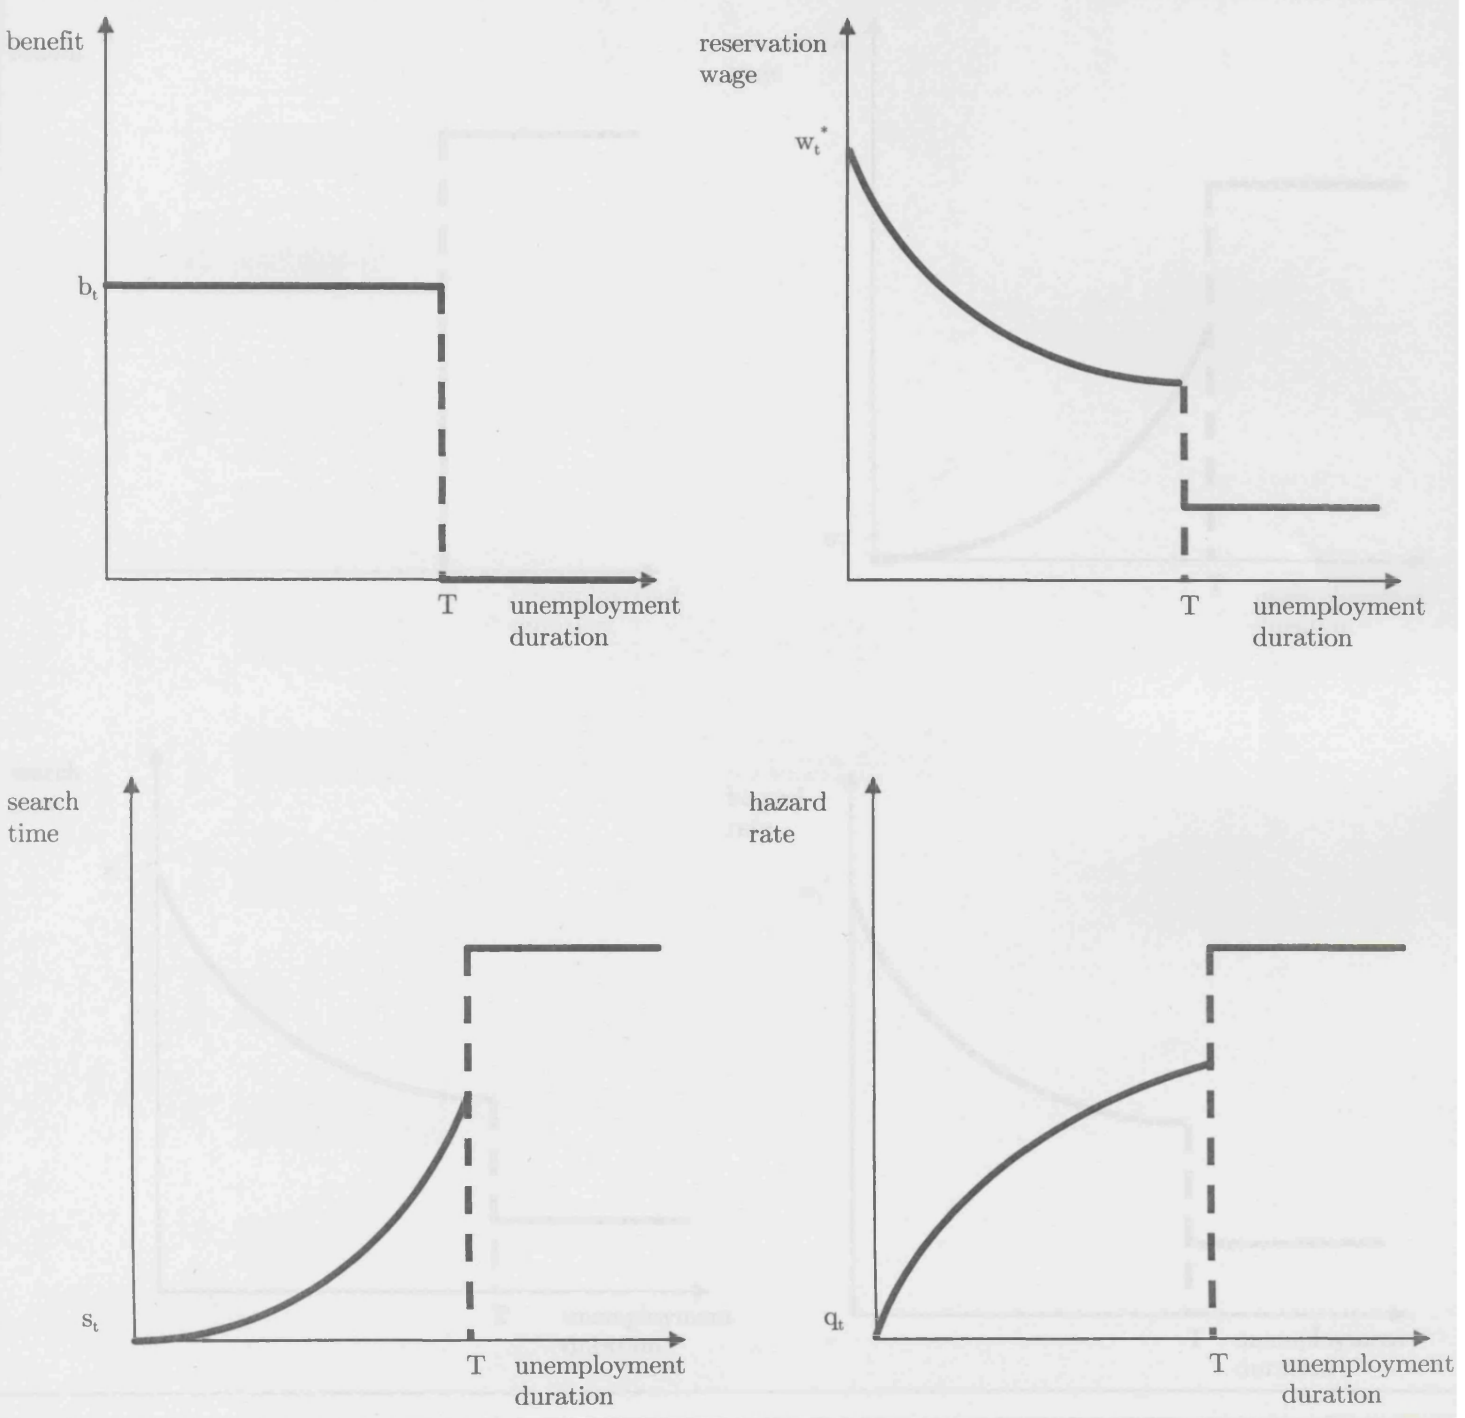 benefit
b_t
T
unemployment
duration
reservation
wage
w_t*
T
unemployment
duration
search
time
s_t
T
unemployment
duration
hazard
rate
q_t
T
unemployment
duration